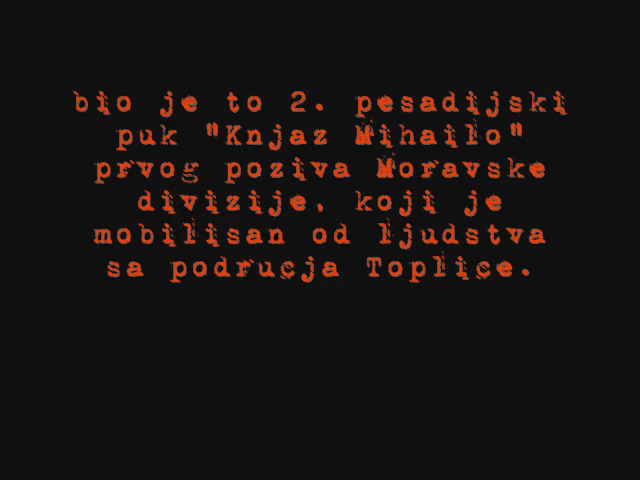 bio je to 2. pesadijski
puk "Knjaz Mihailo"
prvog poziva Moravske
divizije, koji je
mobilisan od ljudstva
sa podrucja Toplice.